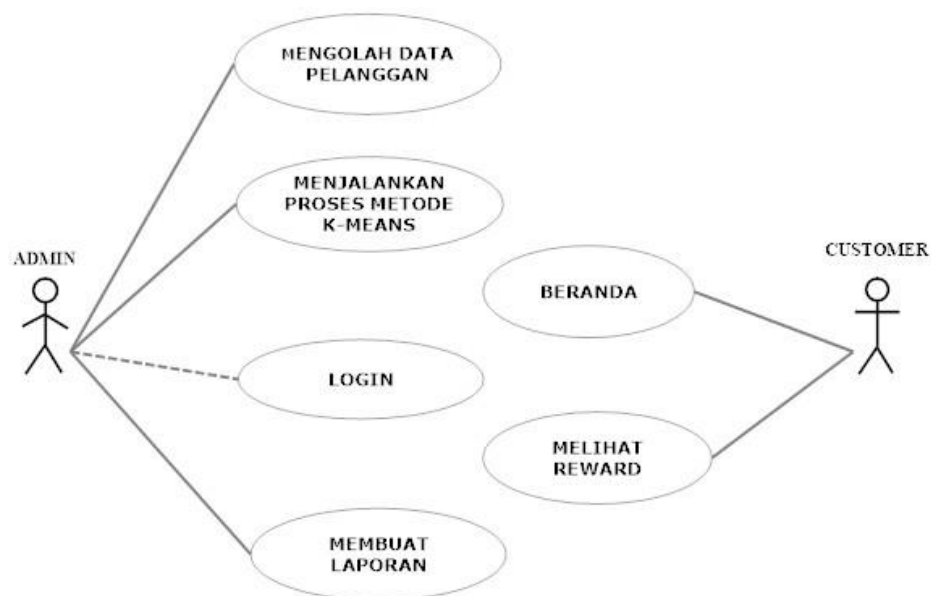 MENGOLAH DATA
PELANGGAN
MENJALANKAN
PROSES METODE
K-MEANS
ADMIN
CUSTOMER
BERANDA
LOGIN
MELIHAT
REWARD
MEMBUAT
LAPORAN